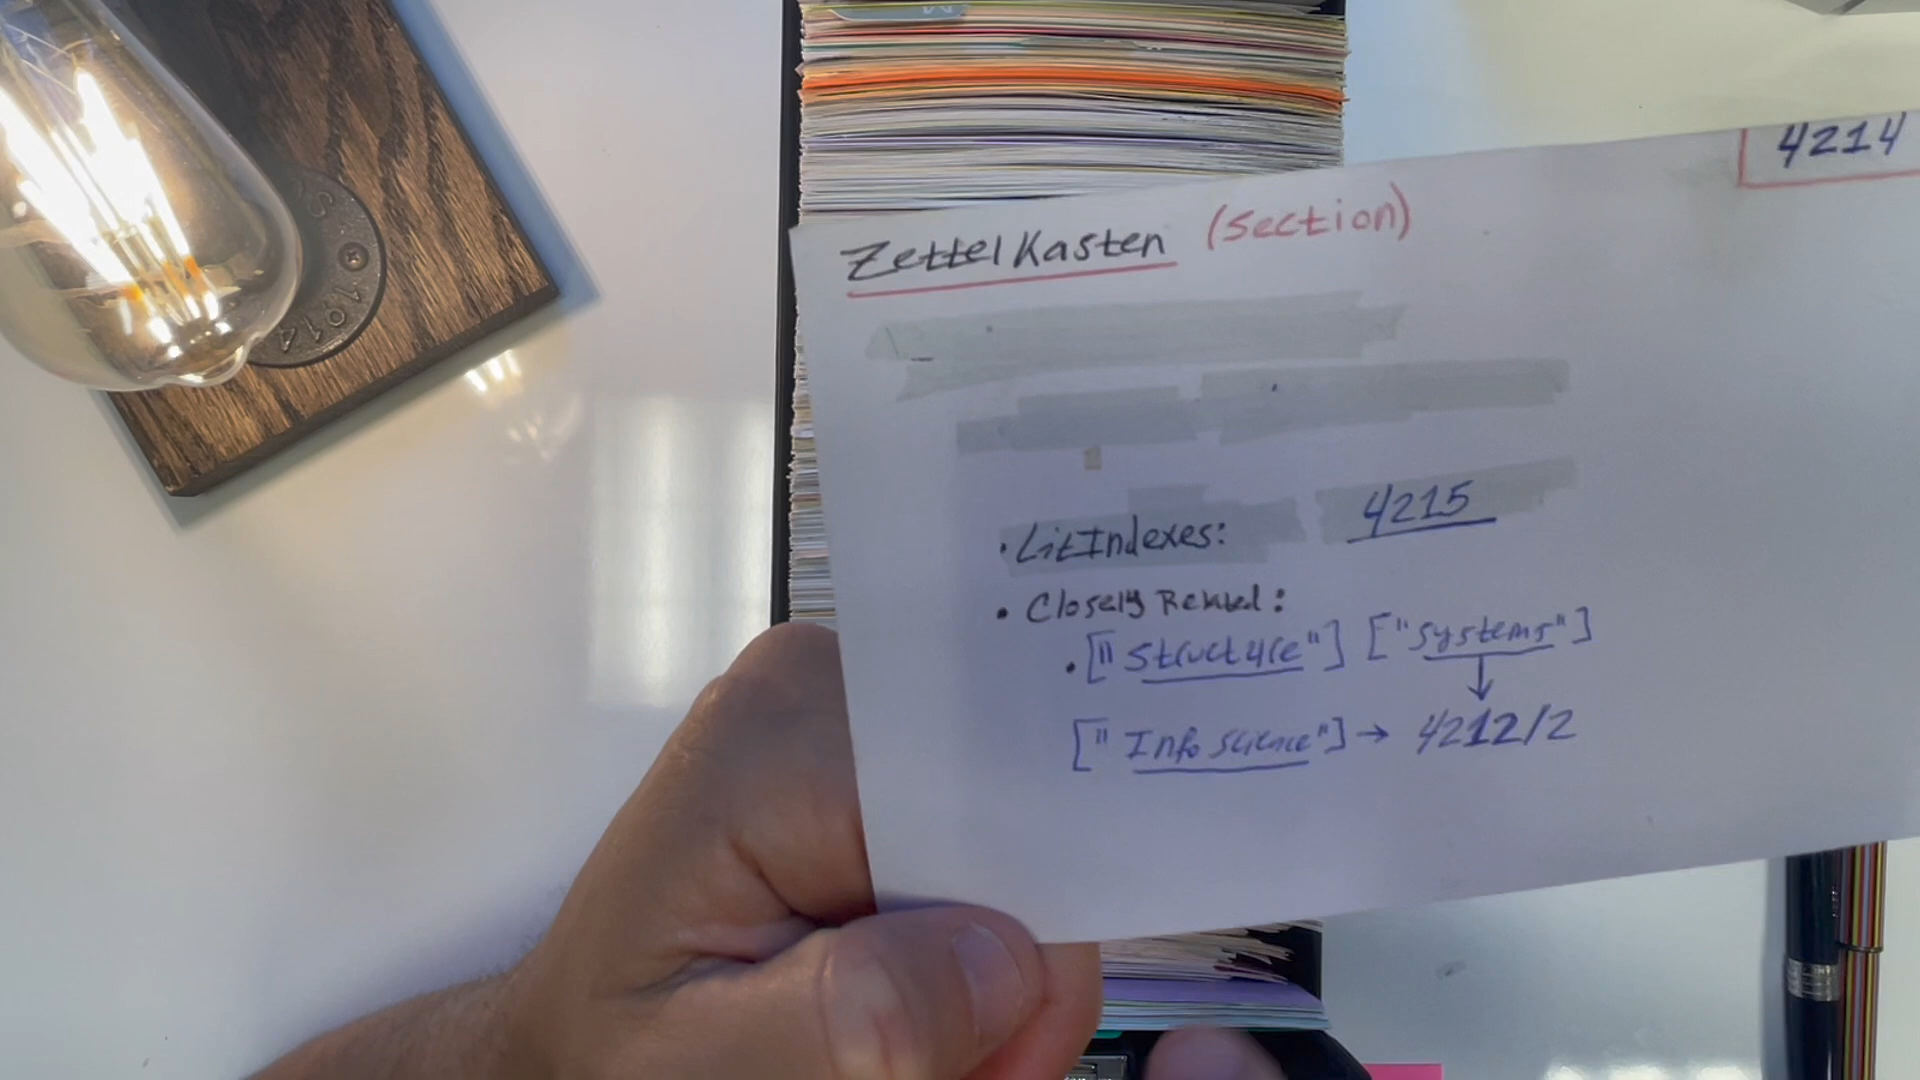 4214
Zettelkasten (section)
• LitIndexes: 4215
• Closely Related:
• ["Structure"] ["Systems"]
↓
["Info Science"] → 4212/2